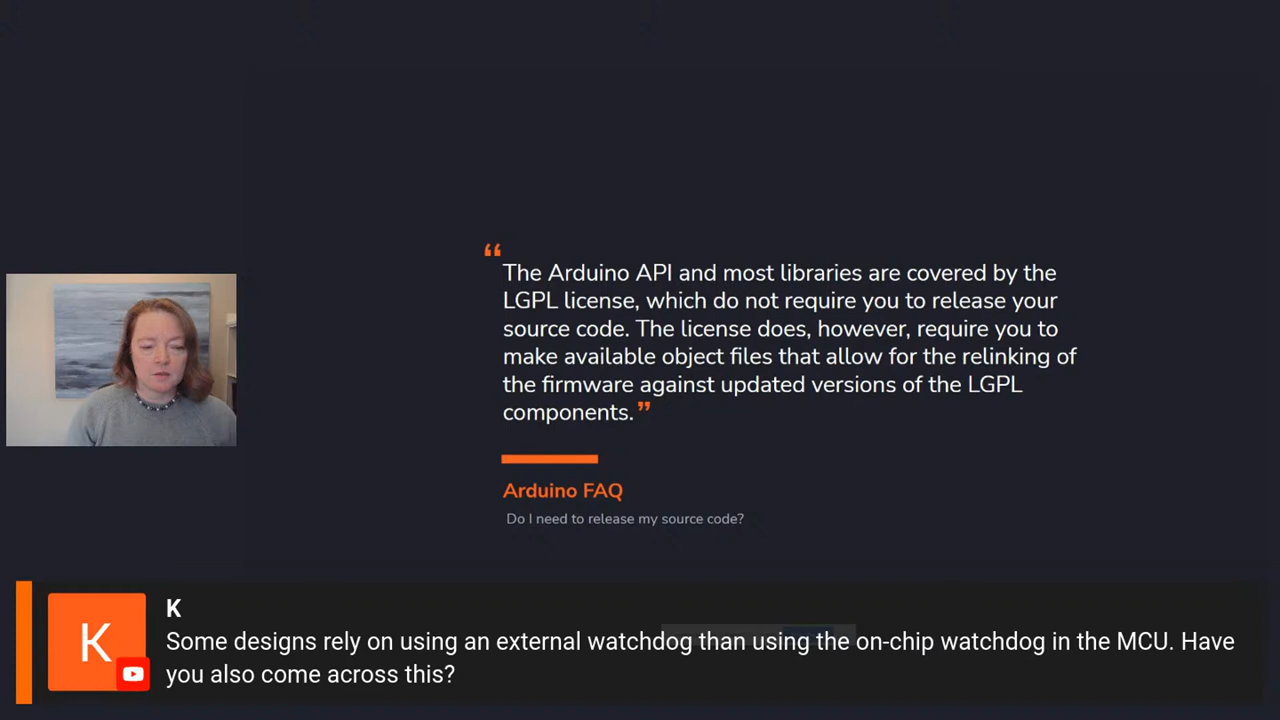 “
The Arduino API and most libraries are covered by the
LGPL license, which do not require you to release your
source code. The license does, however, require you to
make available object files that allow for the relinking of
the firmware against updated versions of the LGPL
components.”
Arduino FAQ
Do I need to release my source code?
K
K
Some designs rely on using an external watchdog than using the on-chip watchdog in the MCU. Have
you also come across this?